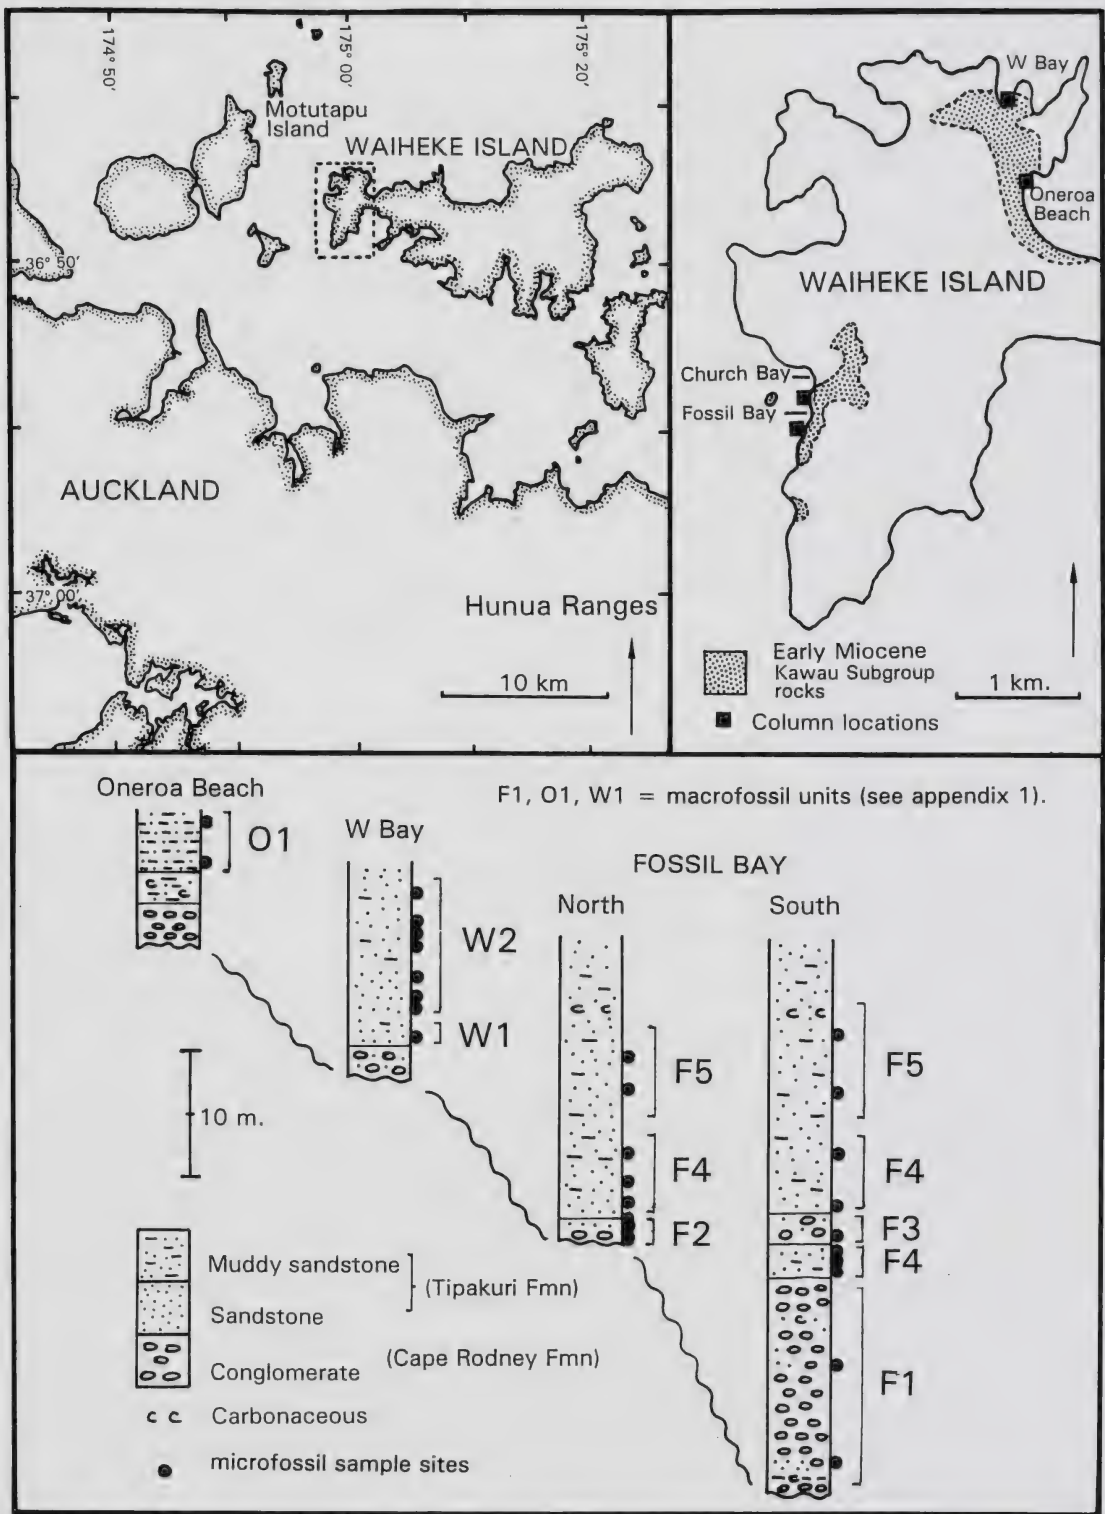 174° 50'
175° 00'
175° 20'
Motutapu
Island
WAIHEKE ISLAND
36° 50'
AUCKLAND
37° 00'
Hunua Ranges
10 km
W Bay
Oneroa
Beach
WAIHEKE ISLAND
Church Bay
Fossil Bay
Early Miocene
Kawau Subgroup
rocks
1 km.
Column locations
Oneroa Beach
F1, O1, W1 = macrofossil units (see appendix 1).
O1
W Bay
W2
W1
FOSSIL BAY
North
South
F5
F4
F2
F5
F4
F3
F4
F1
10 m.
Muddy sandstone
(Tipakuri Fmn)
Sandstone
Conglomerate
(Cape Rodney Fmn)
Carbonaceous
microfossil sample sites